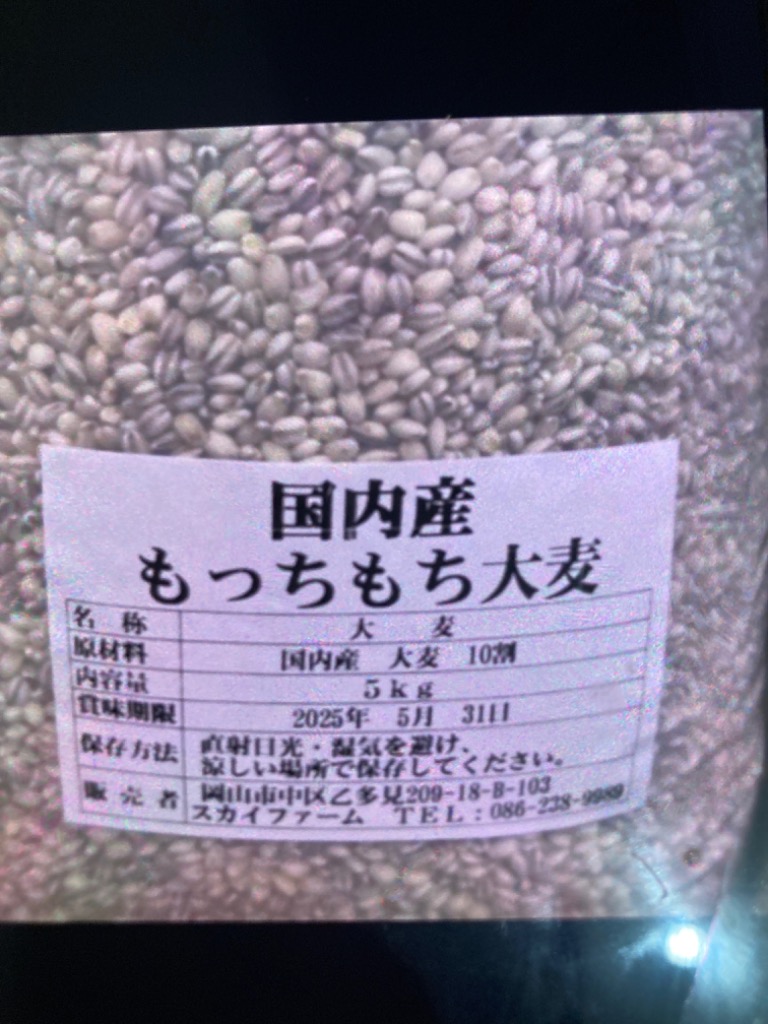 国内産
もっちもち大麦
名　称　大　麦
原材料　国内産　大麦　10割
内容量　5ｋｇ
賞味期限　2025年　5月　31日
保存方法　直射日光・湿気を避け、
涼しい場所で保存してください。
販売者　岡山市中区乙多見209-18-B-103
スカイファーム　ＴＥＬ：086-238-9989